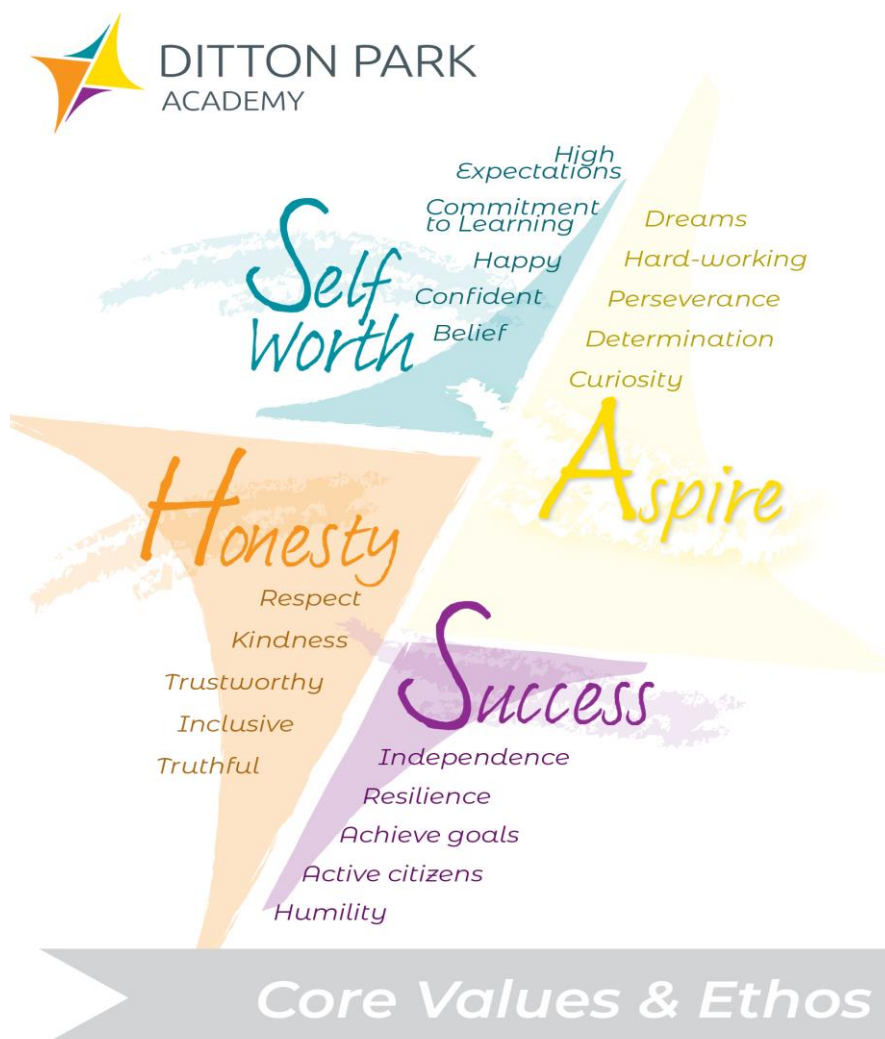 DITTON PARK
ACADEMY
Self
Worth
High
Expectations
Commitment
to Learning
Happy
Confident
Belief
Dreams
Hard-working
Perseverance
Determination
Curiosity
Aspire
Honesty
Respect
Kindness
Trustworthy
Inclusive
Truthful
Success
Independence
Resilience
Achieve goals
Active citizens
Humility
Core Values & Ethos